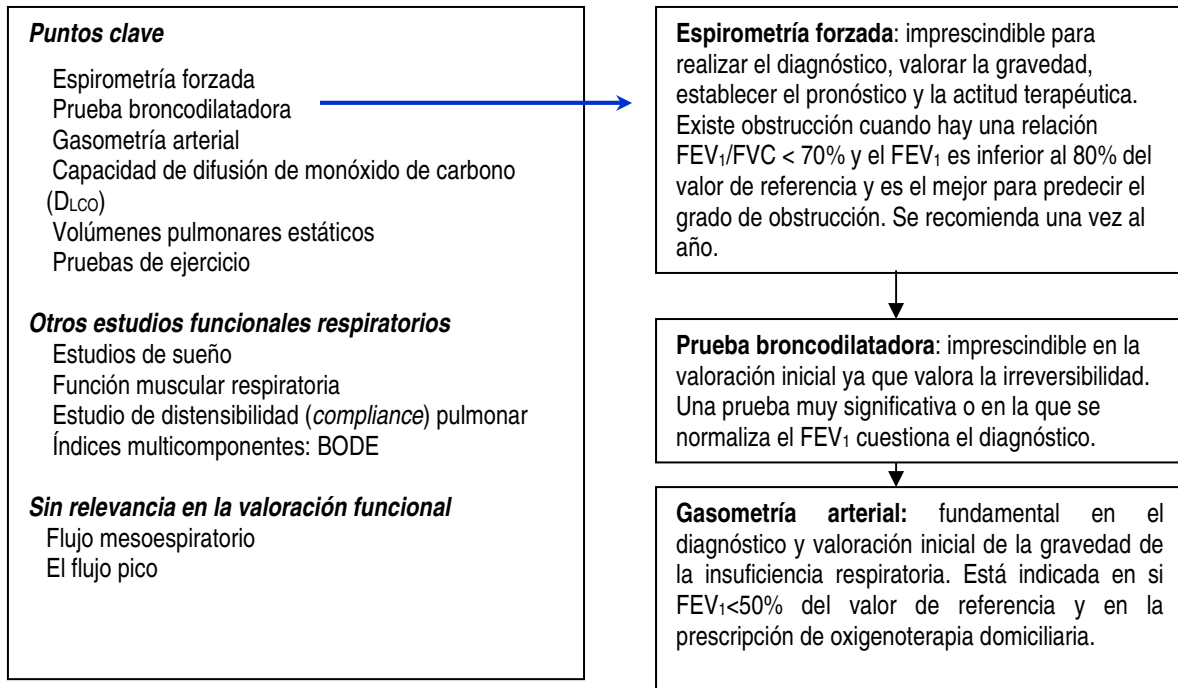 Puntos clave
Espirometría forzada
Prueba broncodilatadora
Gasometría arterial
Capacidad de difusión de monóxido de carbono
(DLCO)
Volúmenes pulmonares estáticos
Pruebas de ejercicio
Otros estudios funcionales respiratorios
Estudios de sueño
Función muscular respiratoria
Estudio de distensibilidad (compliance) pulmonar
Índices multicomponentes: BODE
Sin relevancia en la valoración funcional
Flujo mesoespiratorio
El flujo pico
Espirometría forzada: imprescindible para
realizar el diagnóstico, valorar la gravedad,
establecer el pronóstico y la actitud terapéutica.
Existe obstrucción cuando hay una relación
FEV₁/FVC < 70% y el FEV₁ es inferior al 80% del
valor de referencia y es el mejor para predecir el
grado de obstrucción. Se recomienda una vez al
año.
Prueba broncodilatadora: imprescindible en la
valoración inicial ya que valora la irreversibilidad.
Una prueba muy significativa o en la que se
normaliza el FEV₁ cuestiona el diagnóstico.
Gasometría arterial: fundamental en el
diagnóstico y valoración inicial de la gravedad de
la insuficiencia respiratoria. Está indicada en si
FEV₁<50% del valor de referencia y en la
prescripción de oxigenoterapia domiciliaria.